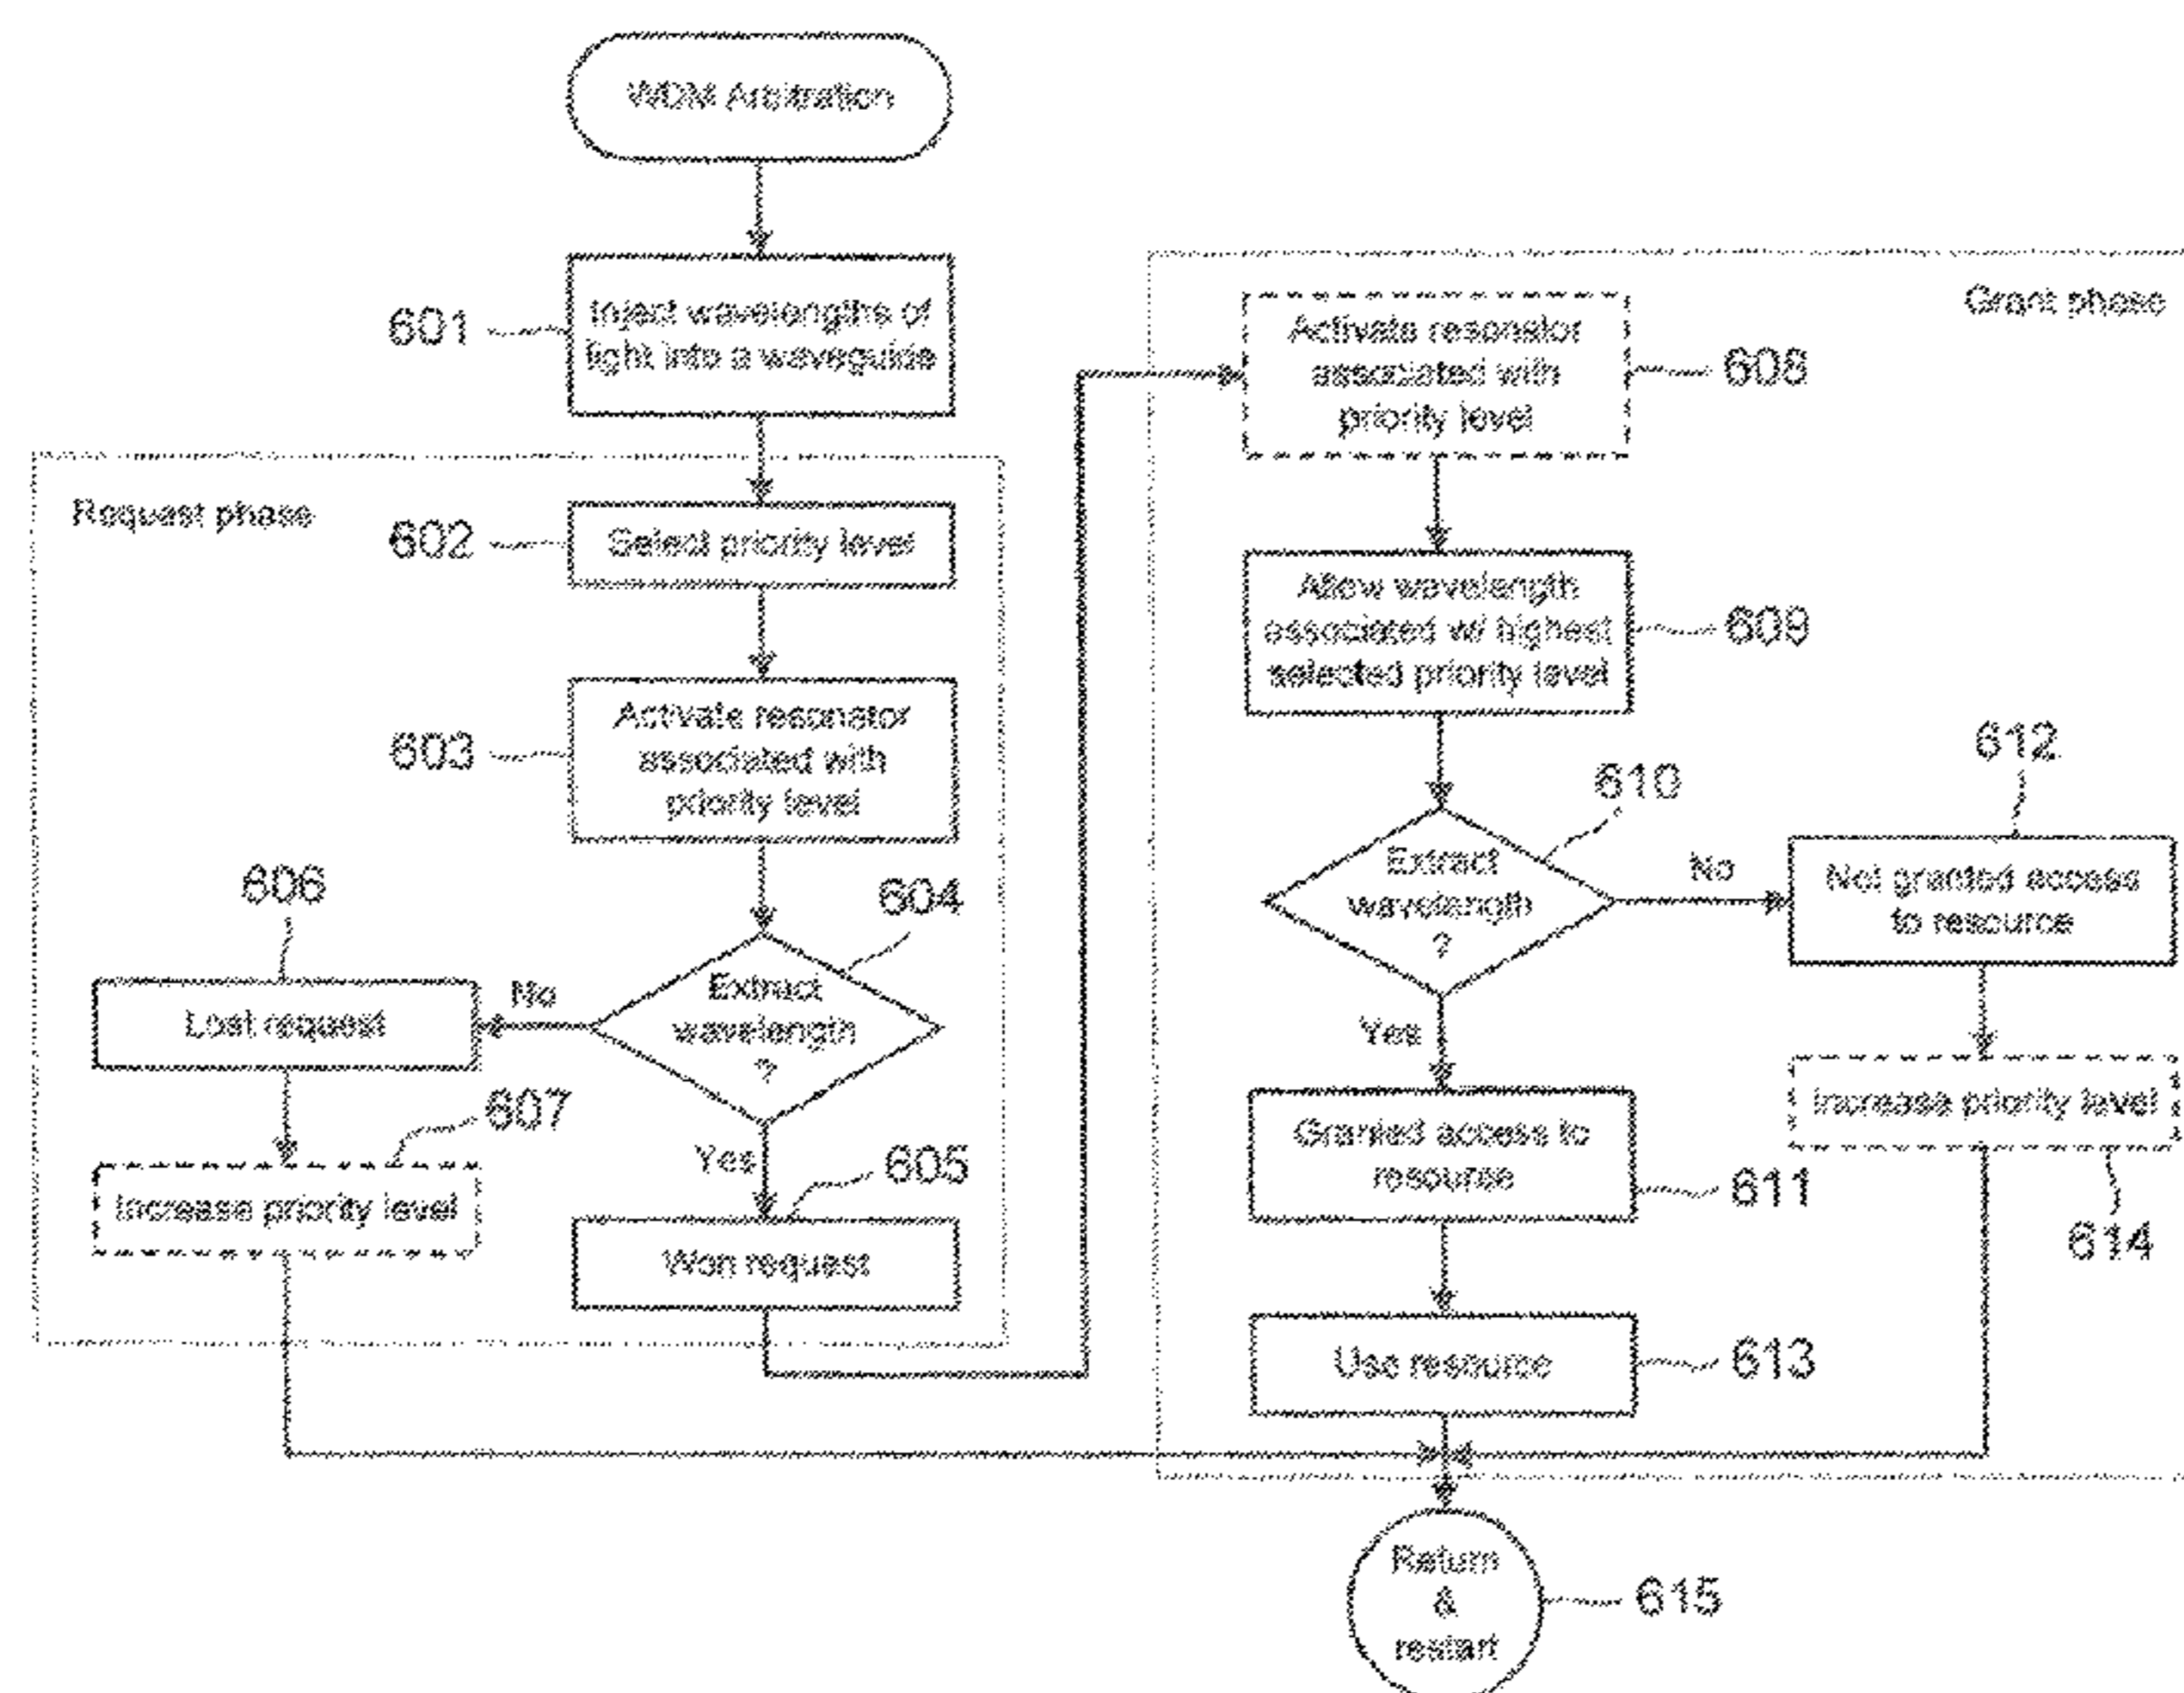 WDM Arbitration
601
Inject wavelengths of
light into a waveguide
Request phase
602
Select priority level
603
Activate resonator
associated with
priority level
604
Extract
wavelength
?
No
Yes
606
Lost request
607
Increase priority level
605
Won request
Grant phase
Activate resonator
associated with
priority level
608
Allow wavelength
associated w/ highest
selected priority level
609
610
Extract
wavelength
?
No
Yes
612
Not granted access
to resource
Increase priority level
614
Granted access to
resource
611
Use resource
613
Return
&
restart
615